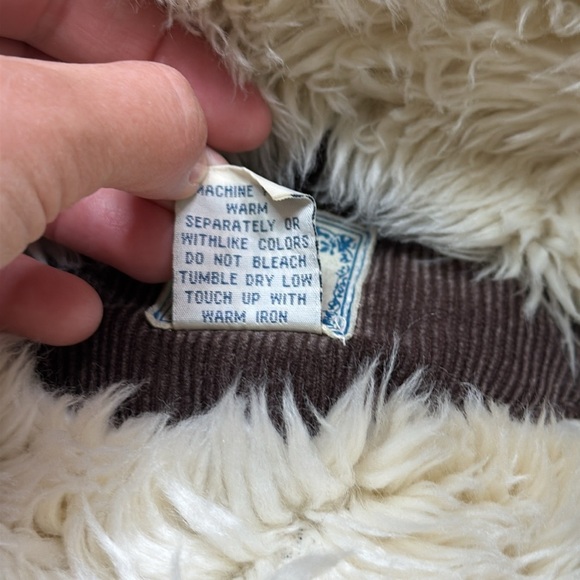 MACHINE
WARM
SEPARATELY OR
WITHLIKE COLORS
DO NOT BLEACH
TUMBLE DRY LOW
TOUCH UP WITH
WARM IRON